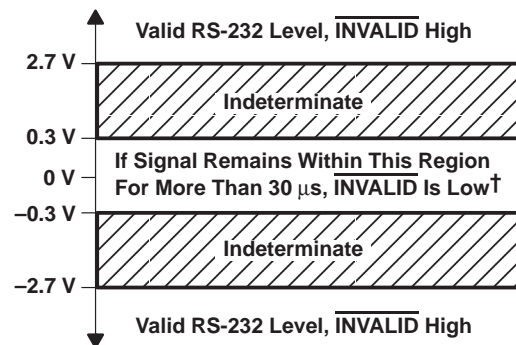 Valid RS-232 Level, INVALID High
2.7 V
Indeterminate
0.3 V
If Signal Remains Within This Region
0 V
For More Than 30 μs, INVALID Is Low†
–0.3 V
Indeterminate
–2.7 V
Valid RS-232 Level, INVALID High